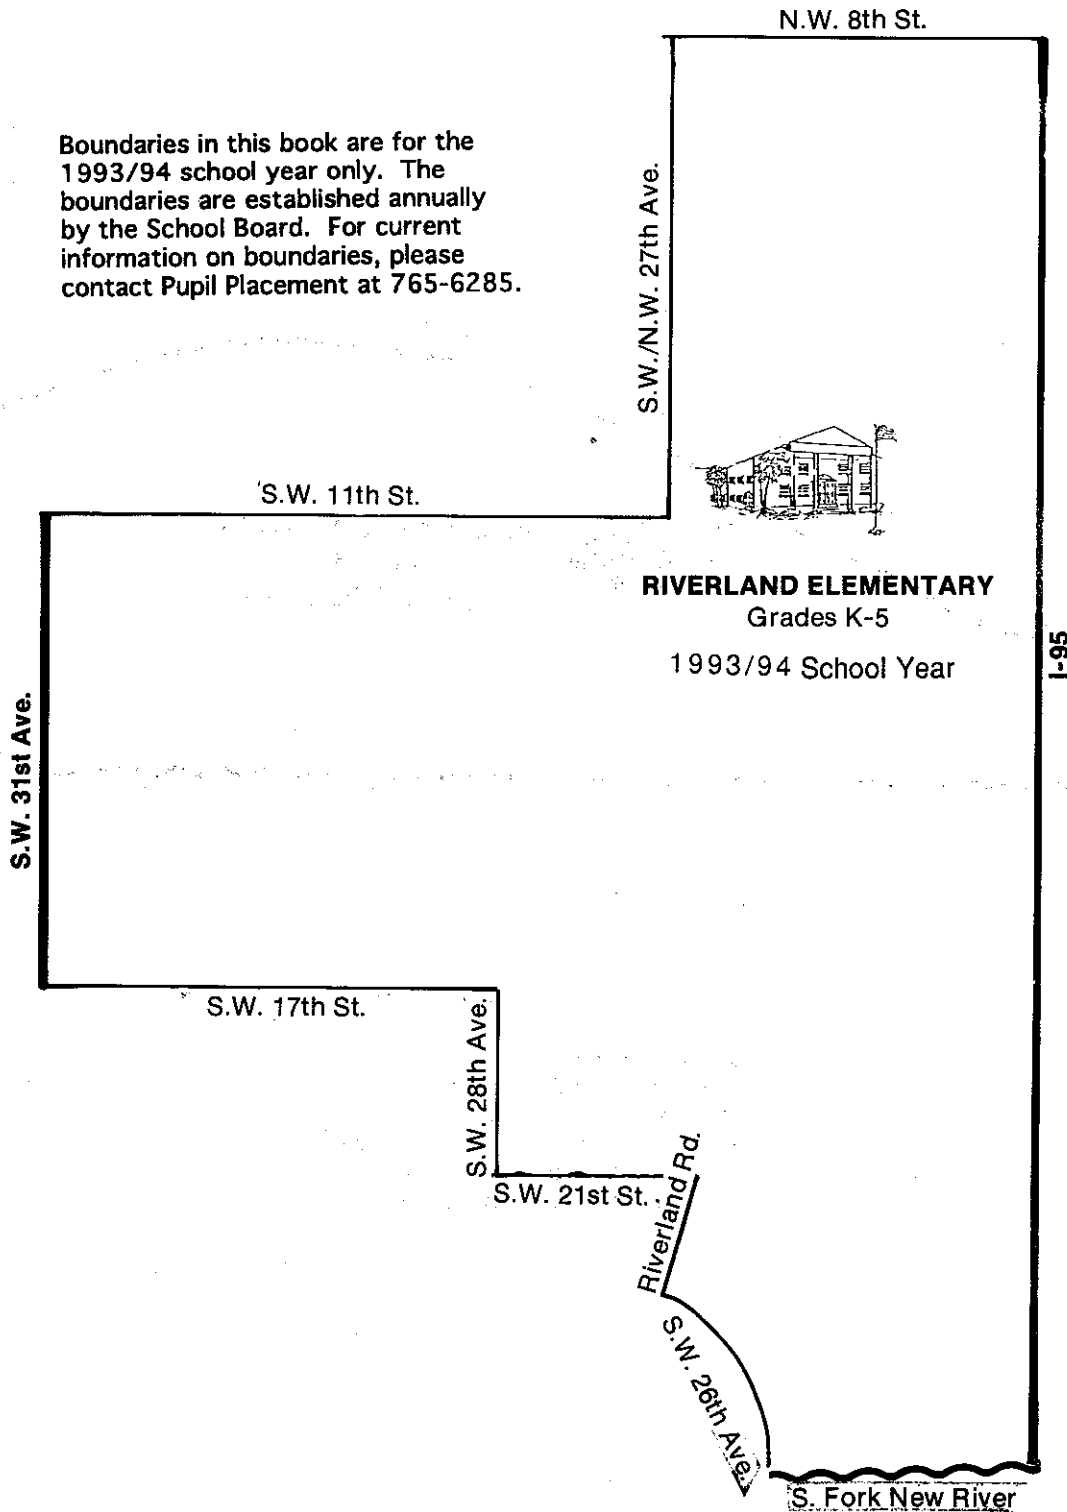 N.W. 8th St.
Boundaries in this book are for the
1993/94 school year only. The
boundaries are established annually
by the School Board. For current
information on boundaries, please
contact Pupil Placement at 765-6285.
S.W./N.W. 27th Ave.
S.W. 11th St.
RIVERLAND ELEMENTARY
Grades K-5
1993/94 School Year
I-95
S.W. 31st Ave.
S.W. 17th St.
S.W. 28th Ave.
S.W. 21st St.
Riverland Rd.
S.W. 26th Ave.
S. Fork New River